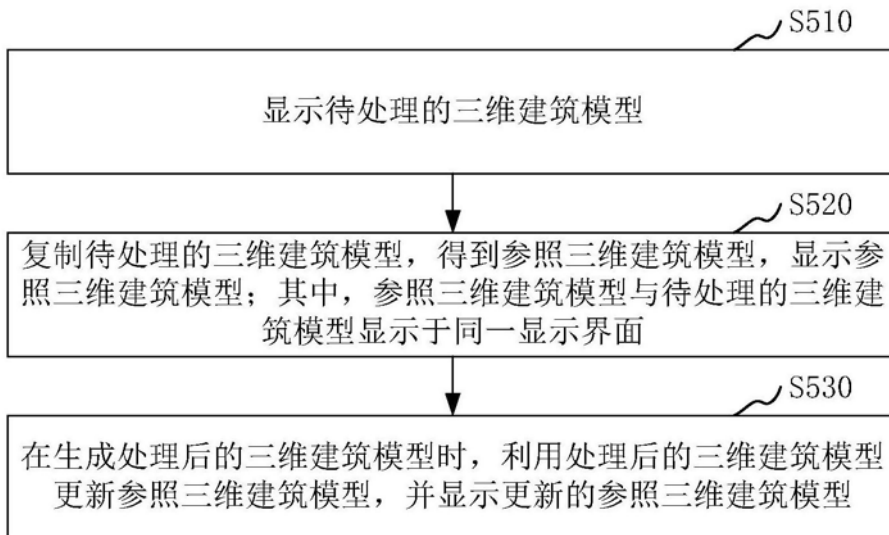 S510
显示待处理的三维建筑模型
S520
复制待处理的三维建筑模型，得到参照三维建筑模型，显示参
照三维建筑模型；其中，参照三维建筑模型与待处理的三维建
筑模型显示于同一显示界面
S530
在生成处理后的三维建筑模型时，利用处理后的三维建筑模型
更新参照三维建筑模型，并显示更新的参照三维建筑模型